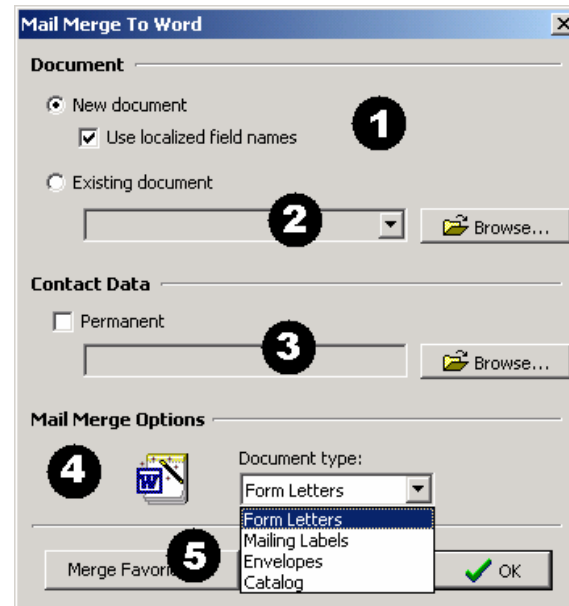 Mail Merge To Word
Document
New document
1
Use localized field names
Existing document
2
Browse...
Contact Data
Permanent
3
Browse...
Mail Merge Options
4
W
Document type:
Form Letters
Form Letters
Mailing Labels
Envelopes
Catalog
5
Merge
OK